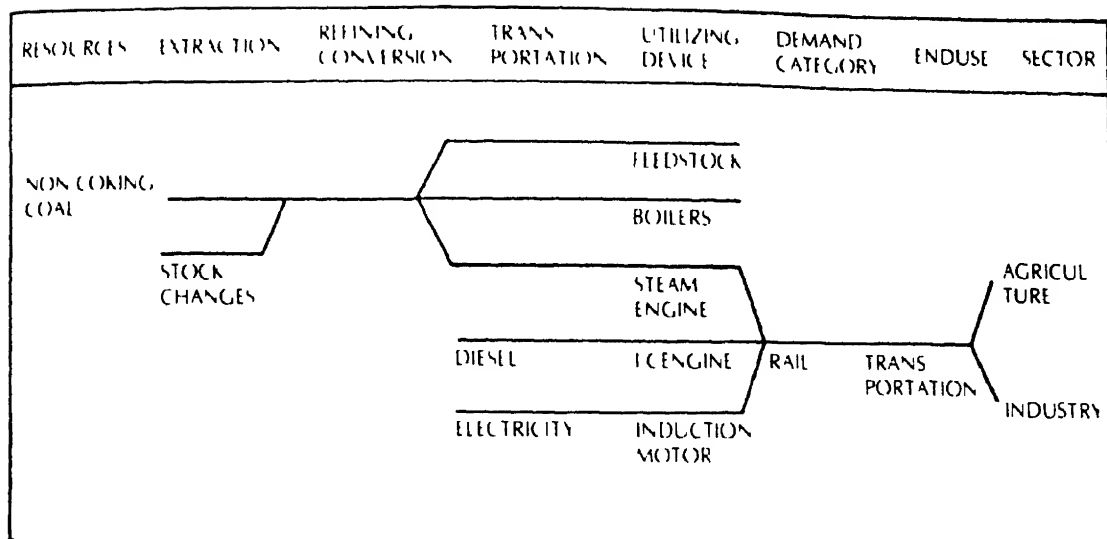 RESOURCES
EXTRACTION
REFINING
CONVERSION
TRANS
PORTATION
UTILIZING
DEVICE
DEMAND
CATEGORY
ENDUSE
SECTOR
FEEDSTOCK
NON COKING
COAL
BOILERS
STOCK
CHANGES
STEAM
ENGINE
AGRICUL
TURE
DIESEL
I C ENGINE
RAIL
TRANS
PORTATION
INDUSTRY
ELECTRICITY
INDUCTION
MOTOR